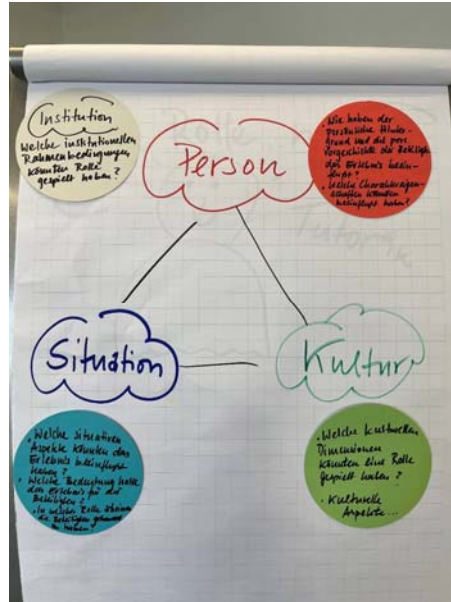 Institution
Welche institutionellen
Rahmenbedingungen
könnten Rolle
gespielt haben?
Rolle
Person
• Wie haben der
persönliche Hinter-
grund und die pers.
Vorgeschichte der Beteiligten
das Erlebnis beein-
flusst?
• Welche Charaktereigen-
schaften könnten
beeinflusst haben?
Situation
Kultur
• Welche situativen
Aspekte könnten das
Erlebnis beeinflusst
haben?
• Welche Bedeutung hatte
das Erlebnis für die
Beteiligten?
• In welcher Rolle
die Beteiligten
haben?
• Welche kulturellen
Dimensionen
könnten eine Rolle
gespielt haben?
• Kulturelle
Aspekte...